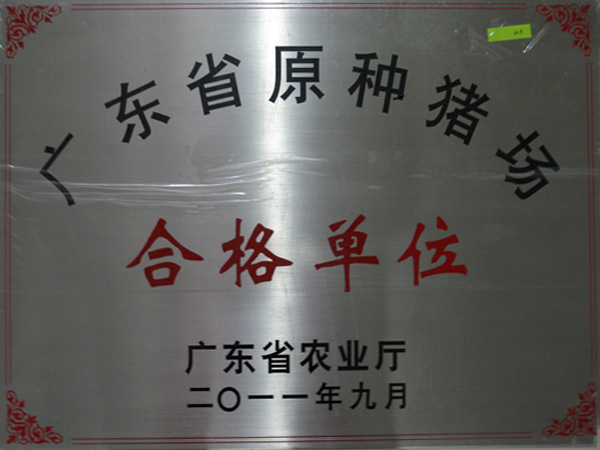 广东省原种猪场
合格单位
广东省农业厅
二〇一一年九月